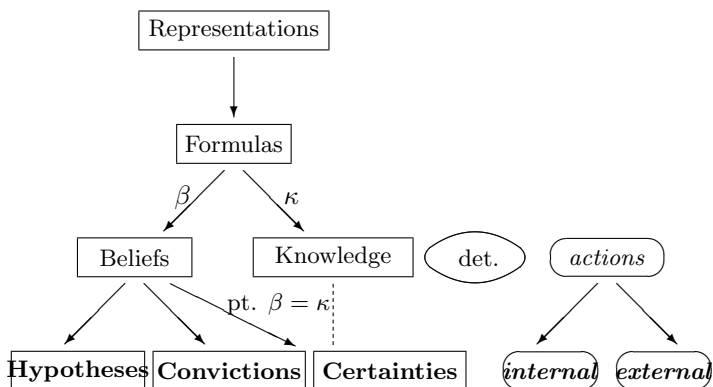 Representations
Formulas
β κ
Beliefs Knowledge det. actions
pt. β = κ
Hypotheses Convictions Certainties internal external